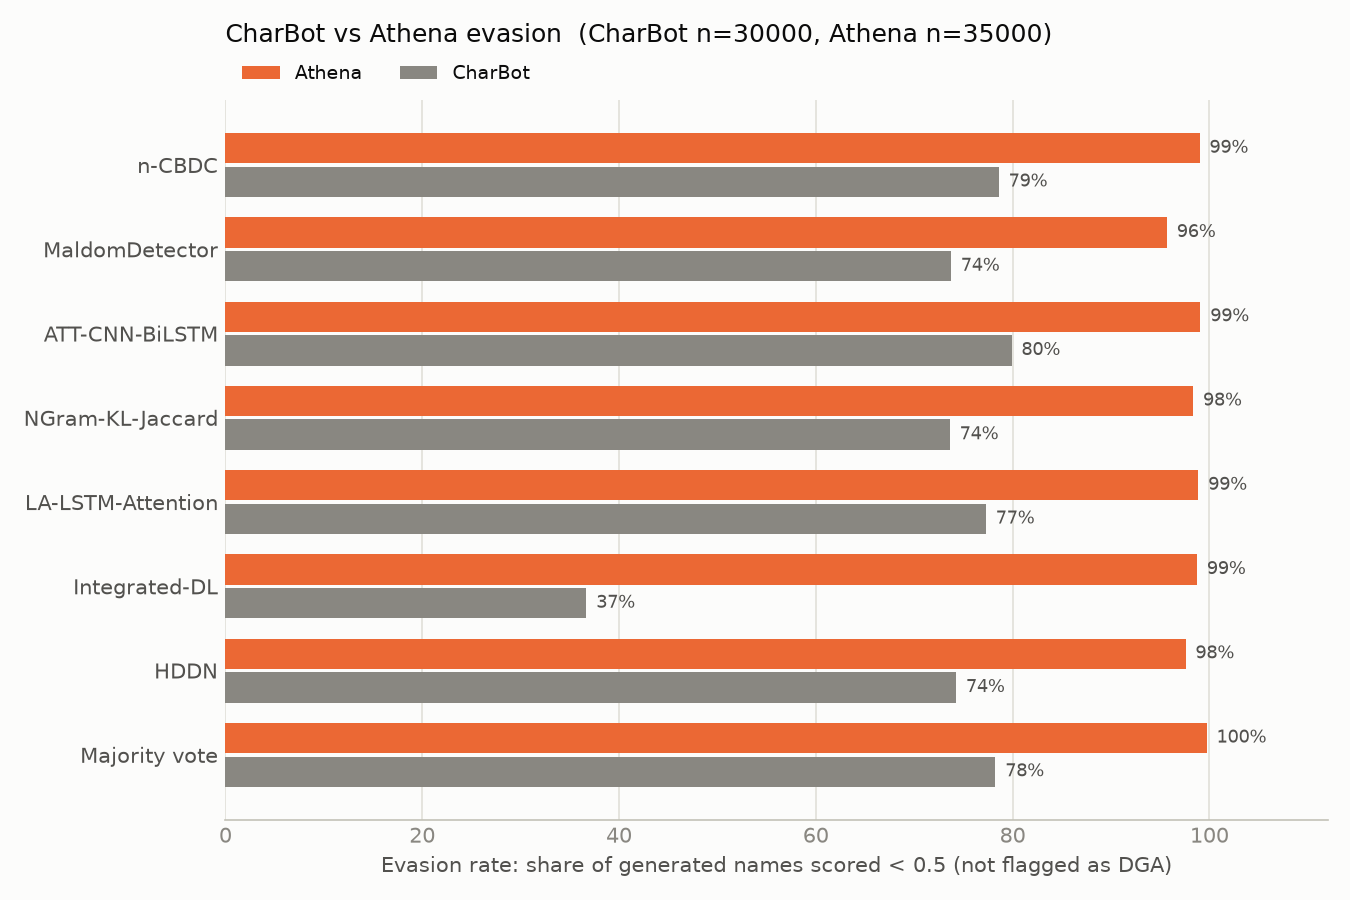 CharBot vs Athena evasion  (CharBot n=30000, Athena n=35000)
Athena
CharBot
n-CBDC
99%
79%
MaldomDetector
96%
74%
ATT-CNN-BiLSTM
99%
80%
NGram-KL-Jaccard
98%
74%
LA-LSTM-Attention
99%
77%
Integrated-DL
99%
37%
HDDN
98%
74%
Majority vote
100%
78%
0 20 40 60 80 100
Evasion rate: share of generated names scored < 0.5 (not flagged as DGA)